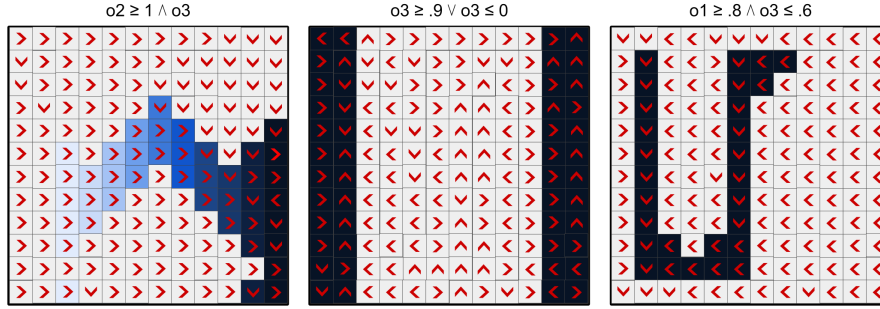 o2 ≥ 1 ∧ o3
o3 ≥ .9 ∨ o3 ≤ 0
o1 ≥ .8 ∧ o3 ≤ .6